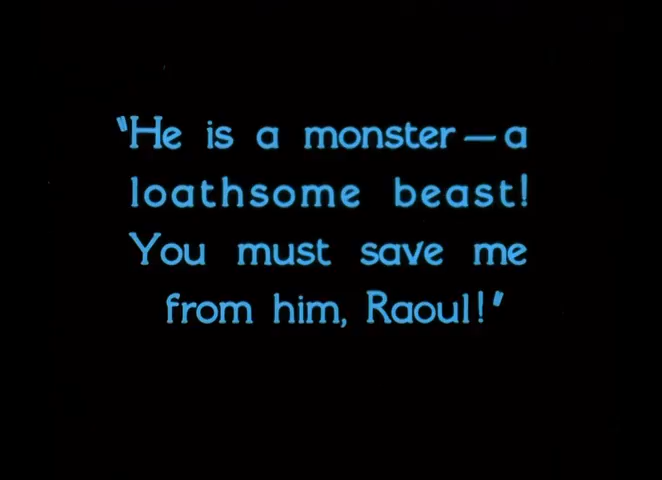 "He is a monster — a
loathsome beast!
You must save me
from him, Raoul!"